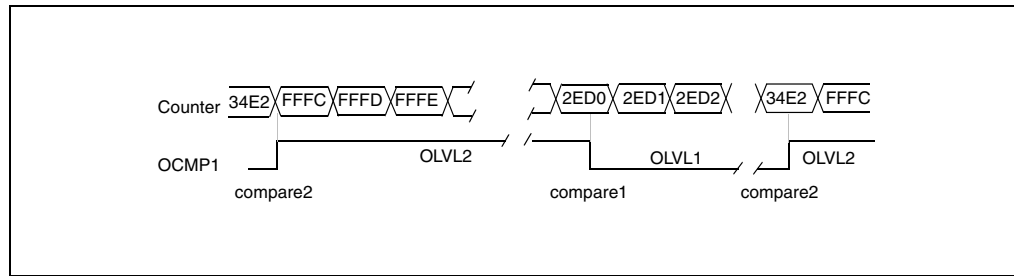 Counter 34E2 FFFC FFFD FFFE 2ED0 2ED1 2ED2 34E2 FFFC
OCMP1 OLVL2 OLVL1 OLVL2
compare2 compare1 compare2